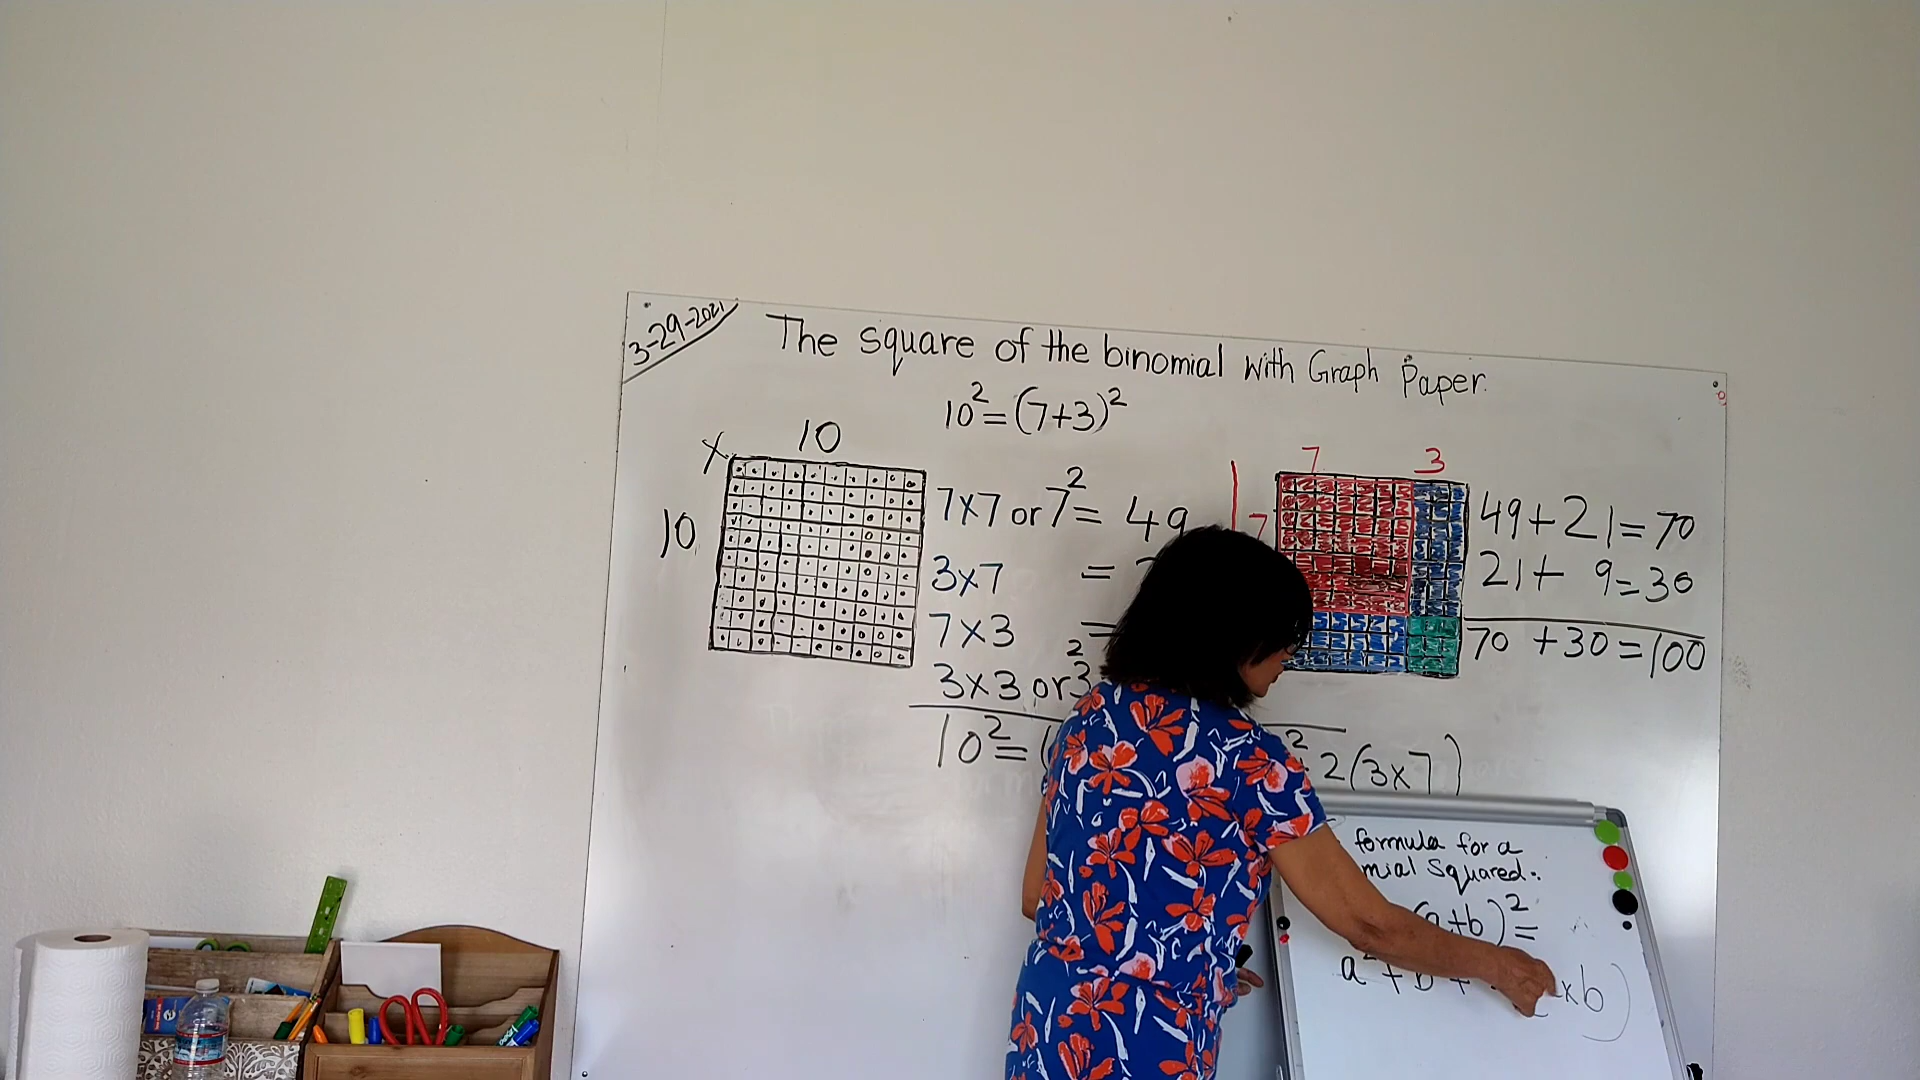 3-29-2021
The square of the binomial with Graph Paper.
10² = (7+3)²
X 10
10
7x7 or 7² = 49
3x7 =
7x3 =
3x3 or 3²
10² = (
² 2(3x7)
7 3
7
49+21=70
21+ 9=30
70 +30=100
formula for a
mial Squared.
(a+b)² =
a² + b +
xb)